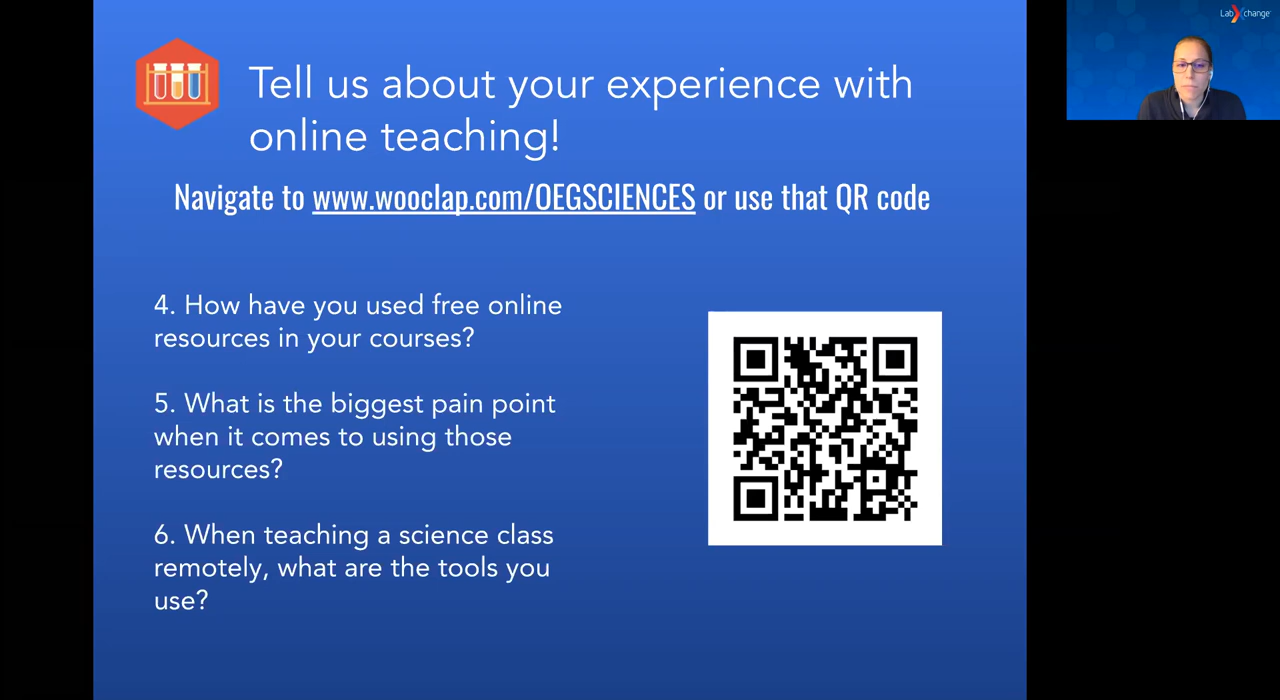 LabXchange
Tell us about your experience with
online teaching!
Navigate to www.wooclap.com/OEGSCIENCES or use that QR code
4. How have you used free online
resources in your courses?
5. What is the biggest pain point
when it comes to using those
resources?
6. When teaching a science class
remotely, what are the tools you
use?